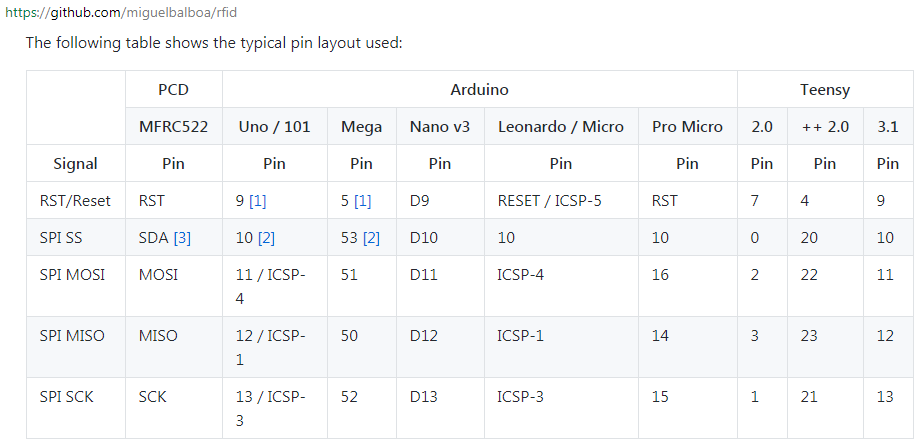 https://github.com/miguelbalboa/rfid
The following table shows the typical pin layout used:
PCD Arduino Teensy
MFRC522 Uno / 101 Mega Nano v3 Leonardo / Micro Pro Micro 2.0 ++ 2.0 3.1
Signal Pin Pin Pin Pin Pin Pin Pin Pin Pin
RST/Reset RST 9 [1] 5 [1] D9 RESET / ICSP-5 RST 7 4 9
SPI SS SDA [3] 10 [2] 53 [2] D10 10 10 0 20 10
SPI MOSI MOSI 11 / ICSP- 51 D11 ICSP-4 16 2 22 11
4
SPI MISO MISO 12 / ICSP- 50 D12 ICSP-1 14 3 23 12
1
SPI SCK SCK 13 / ICSP- 52 D13 ICSP-3 15 1 21 13
3